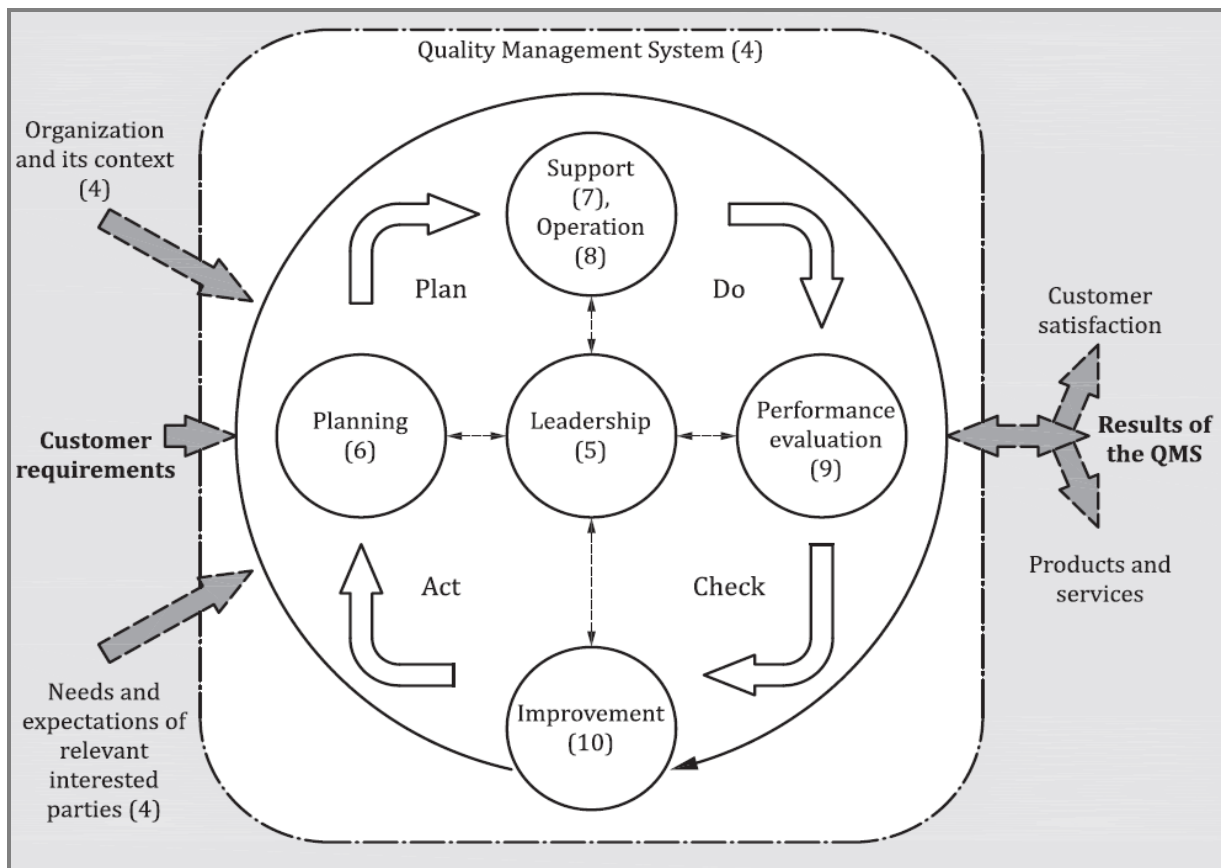 Quality Management System (4)
Organization
and its context
(4)
Support
(7),
Operation
(8)
Plan
Do
Customer
satisfaction
Planning
(6)
Leadership
(5)
Performance
evaluation
(9)
Customer
requirements
Results of
the QMS
Act
Check
Products and
services
Needs and
expectations of
relevant
interested
parties (4)
Improvement
(10)